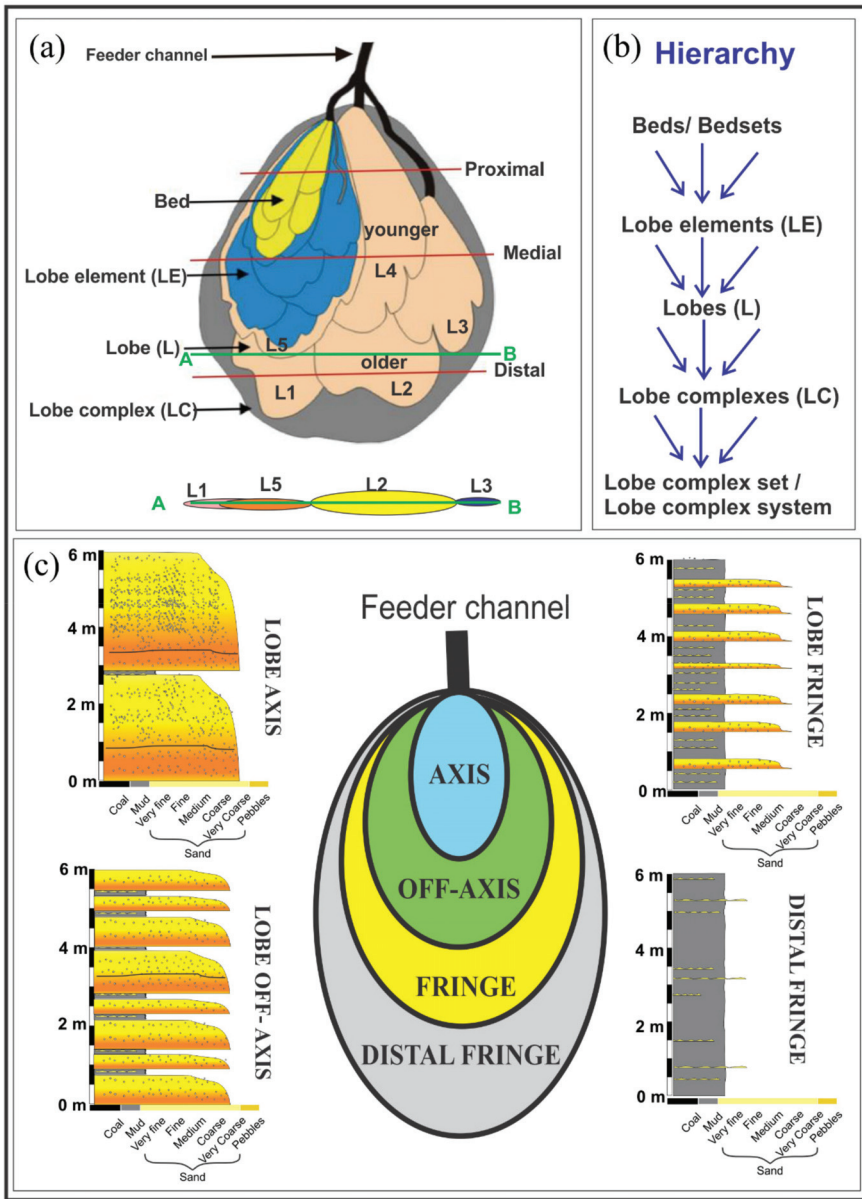 (a)
Feeder channel
Proximal
Bed
younger
Medial
Lobe element (LE)
L4
L3
Lobe (L)
L5
A
B
older
Distal
L1
L2
Lobe complex (LC)
L1
L5
L2
L3
A
B
(b)
Hierarchy
Beds/ Bedsets
Lobe elements (LE)
Lobes (L)
Lobe complexes (LC)
Lobe complex set /
Lobe complex system
(c)
6 m
4 m
2 m
0 m
LOBE AXIS
Coal
Mud
Very fine
Fine
Medium
Coarse
Very Coarse
Pebbles
Sand
6 m
4 m
2 m
0 m
LOBE OFF- AXIS
Coal
Mud
Very fine
Fine
Medium
Coarse
Very Coarse
Pebbles
Sand
Feeder channel
AXIS
OFF-AXIS
FRINGE
DISTAL FRINGE
6 m
4 m
2 m
0 m
LOBE FRINGE
Coal
Mud
Very fine
Fine
Medium
Coarse
Very Coarse
Pebbles
Sand
6 m
4 m
2 m
0 m
DISTAL FRINGE
Coal
Mud
Very fine
Fine
Medium
Coarse
Very Coarse
Pebbles
Sand